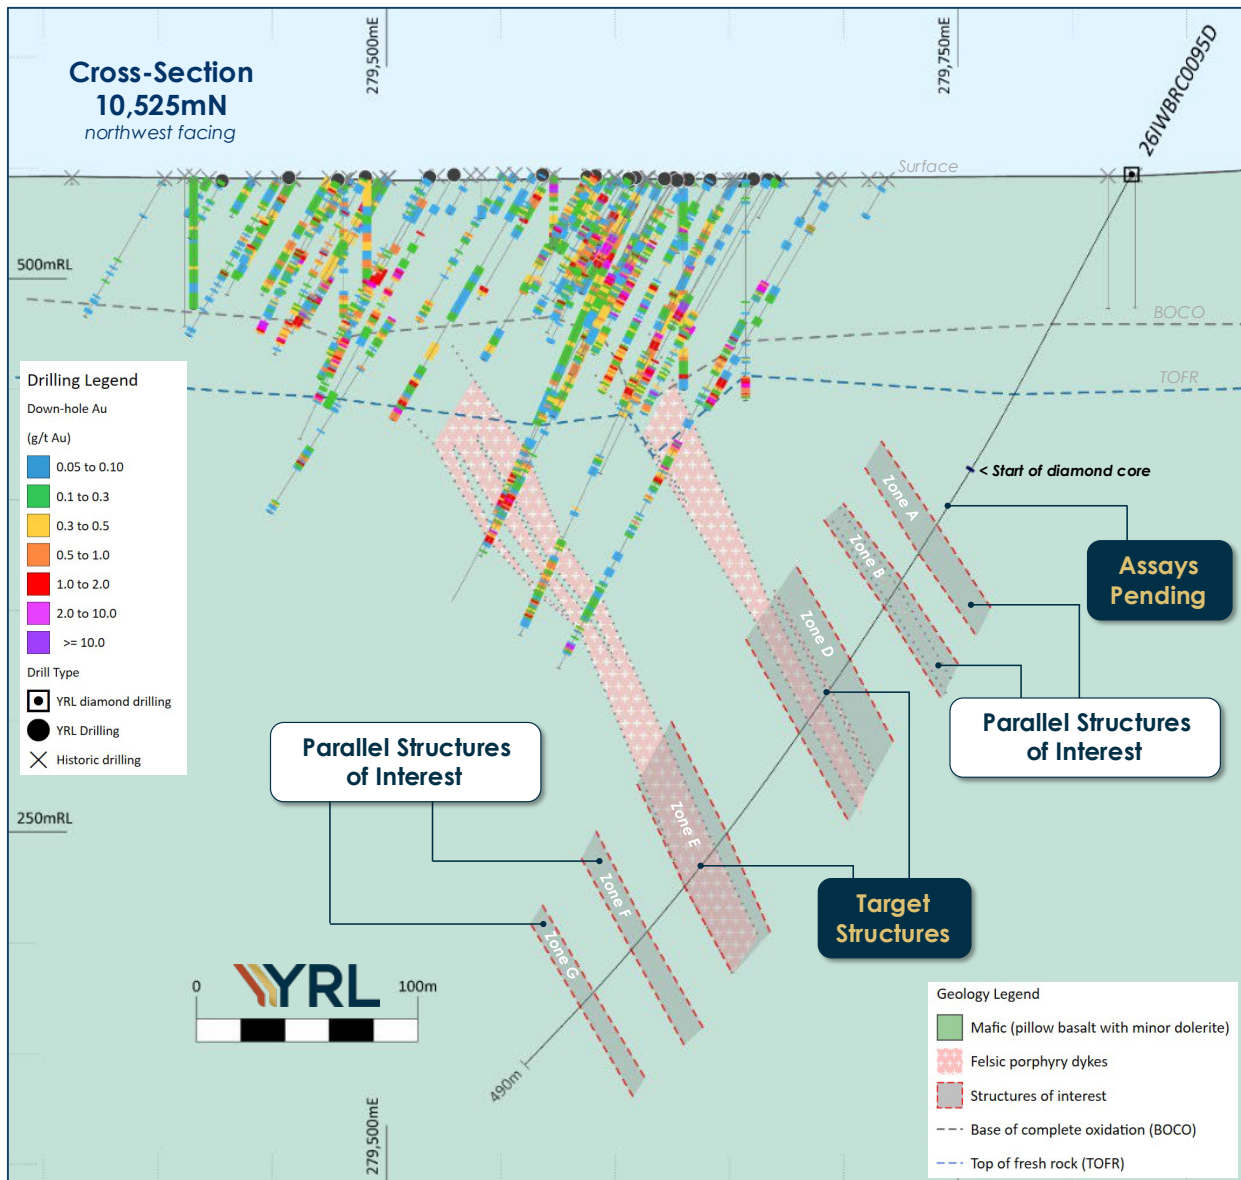 279,500mE
279,750mE
26IWBRC0095D
Cross-Section
10,525mN
northwest facing
Surface
500mRL
BOCO
TOFR
Drilling Legend
Down-hole Au
(g/t Au)
0.05 to 0.10
0.1 to 0.3
0.3 to 0.5
0.5 to 1.0
1.0 to 2.0
2.0 to 10.0
>= 10.0
Drill Type
YRL diamond drilling
YRL Drilling
Historic drilling
< Start of diamond core
Zone A
Zone B
Assays
Pending
Zone D
Parallel Structures
of Interest
Parallel Structures
of Interest
Zone E
250mRL
Zone F
Target
Structures
Zone G
YRL
0
100m
490m
279,500mE
Geology Legend
Mafic (pillow basalt with minor dolerite)
Felsic porphyry dykes
Structures of interest
Base of complete oxidation (BOCO)
Top of fresh rock (TOFR)